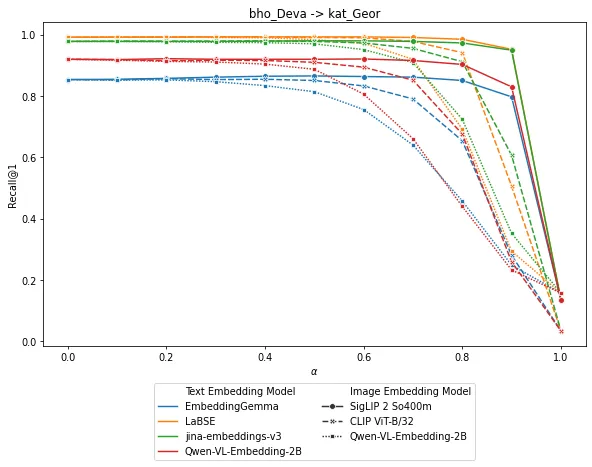 bho_Deva -> kat_Geor
Recall@1
1.0
0.8
0.6
0.4
0.2
0.0
0.0 0.2 0.4 0.6 0.8 1.0
α
Text Embedding Model
EmbeddingGemma
LaBSE
jina-embeddings-v3
Qwen-VL-Embedding-2B
Image Embedding Model
SigLIP 2 So400m
CLIP ViT-B/32
Qwen-VL-Embedding-2B